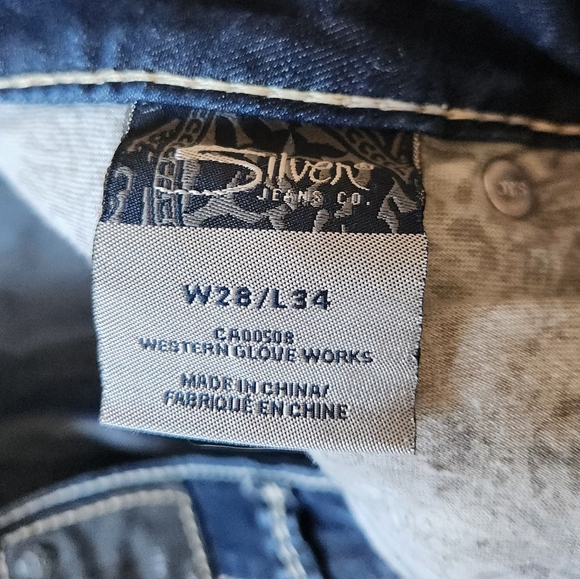 Silver
JEANS CO.
W28/L34
CA00508
WESTERN GLOVE WORKS
MADE IN CHINA/
FABRIQUÉ EN CHINE